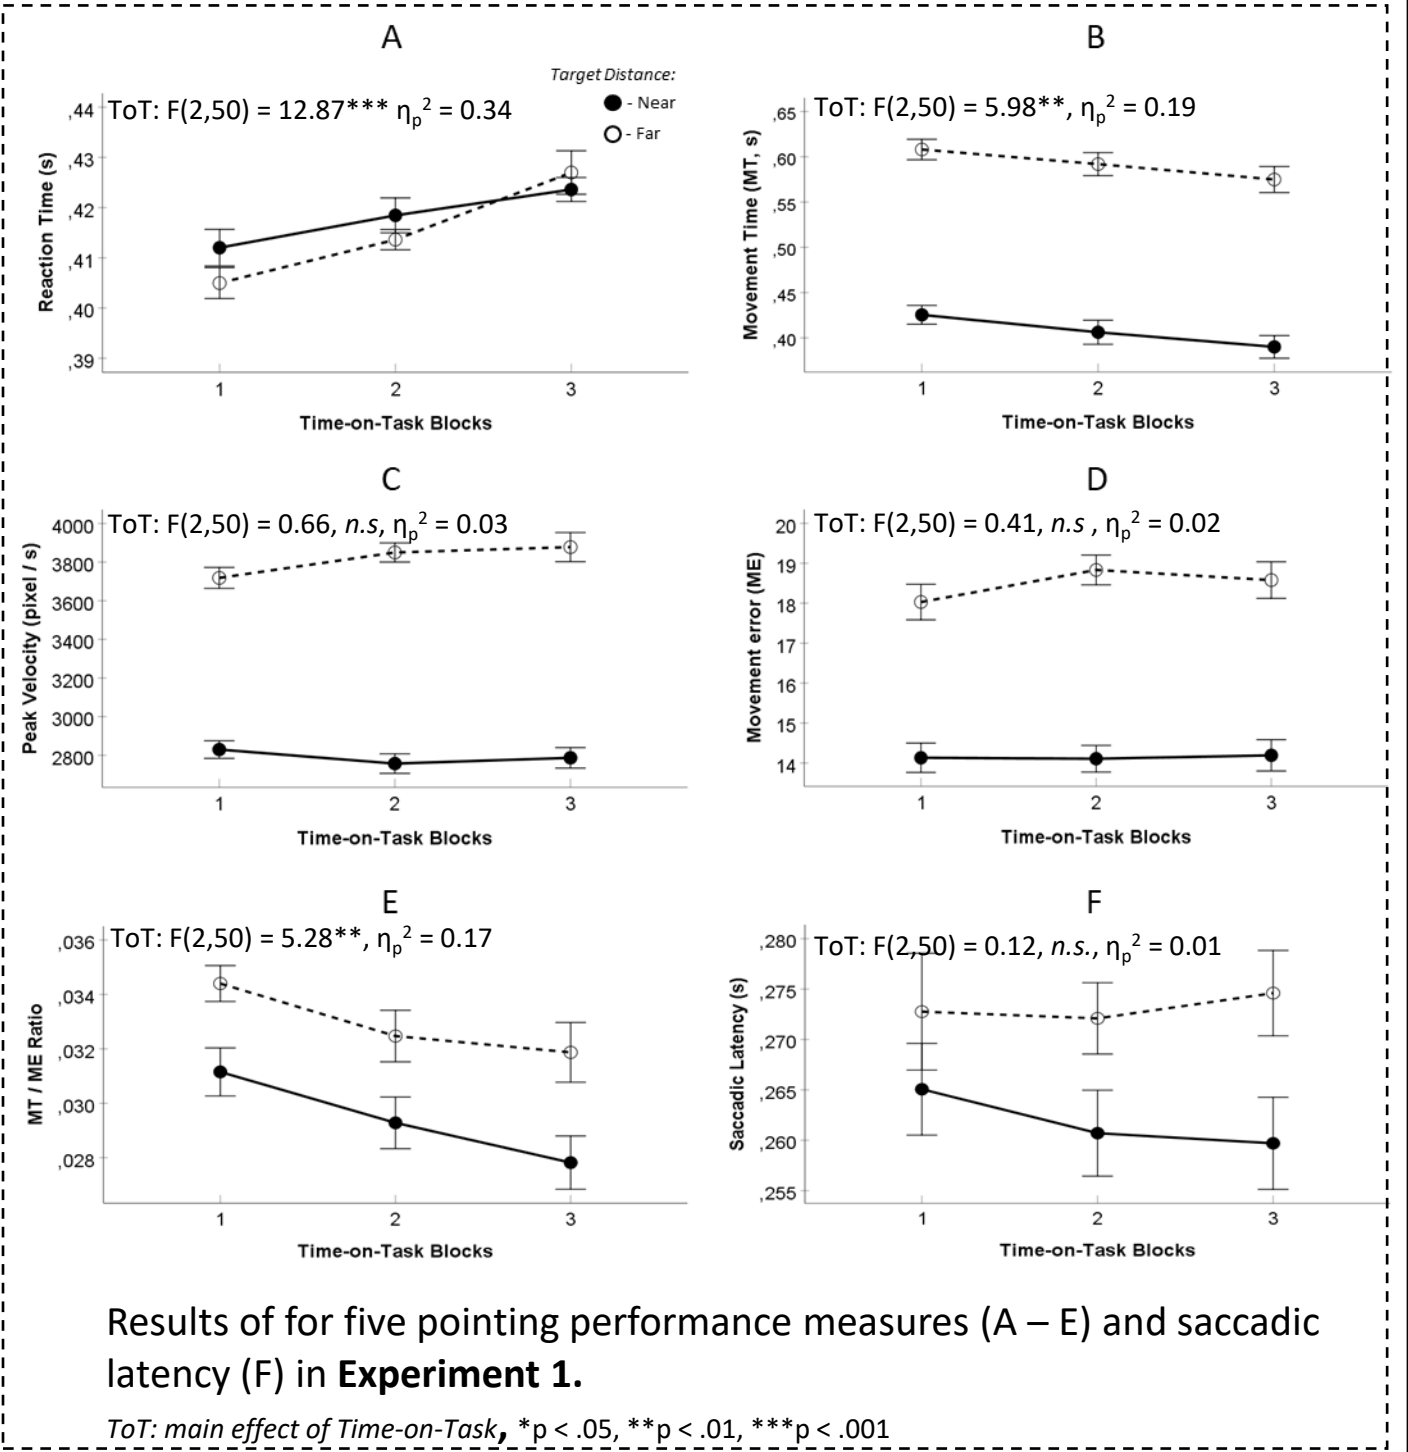 A
Target Distance:
- Near
- Far
ToT: F(2,50) = 12.87*** ηp² = 0.34
,44
,43
,42
,41
,40
,39
Reaction Time (s)
1 2 3
Time-on-Task Blocks
B
ToT: F(2,50) = 5.98**, ηp² = 0.19
,65
,60
,55
,50
,45
,40
Movement Time (MT, s)
1 2 3
Time-on-Task Blocks
C
ToT: F(2,50) = 0.66, n.s, ηp² = 0.03
4000
3800
3600
3400
3200
3000
2800
Peak Velocity (pixel / s)
1 2 3
Time-on-Task Blocks
D
ToT: F(2,50) = 0.41, n.s , ηp² = 0.02
20
19
18
17
16
15
14
Movement error (ME)
1 2 3
Time-on-Task Blocks
E
ToT: F(2,50) = 5.28**, ηp² = 0.17
,036
,034
,032
,030
,028
MT / ME Ratio
1 2 3
Time-on-Task Blocks
F
ToT: F(2,50) = 0.12, n.s., ηp² = 0.01
,280
,275
,270
,265
,260
,255
Saccadic Latency (s)
1 2 3
Time-on-Task Blocks
Results of for five pointing performance measures (A – E) and saccadic
latency (F) in Experiment 1.
ToT: main effect of Time-on-Task, *p < .05, **p < .01, ***p < .001